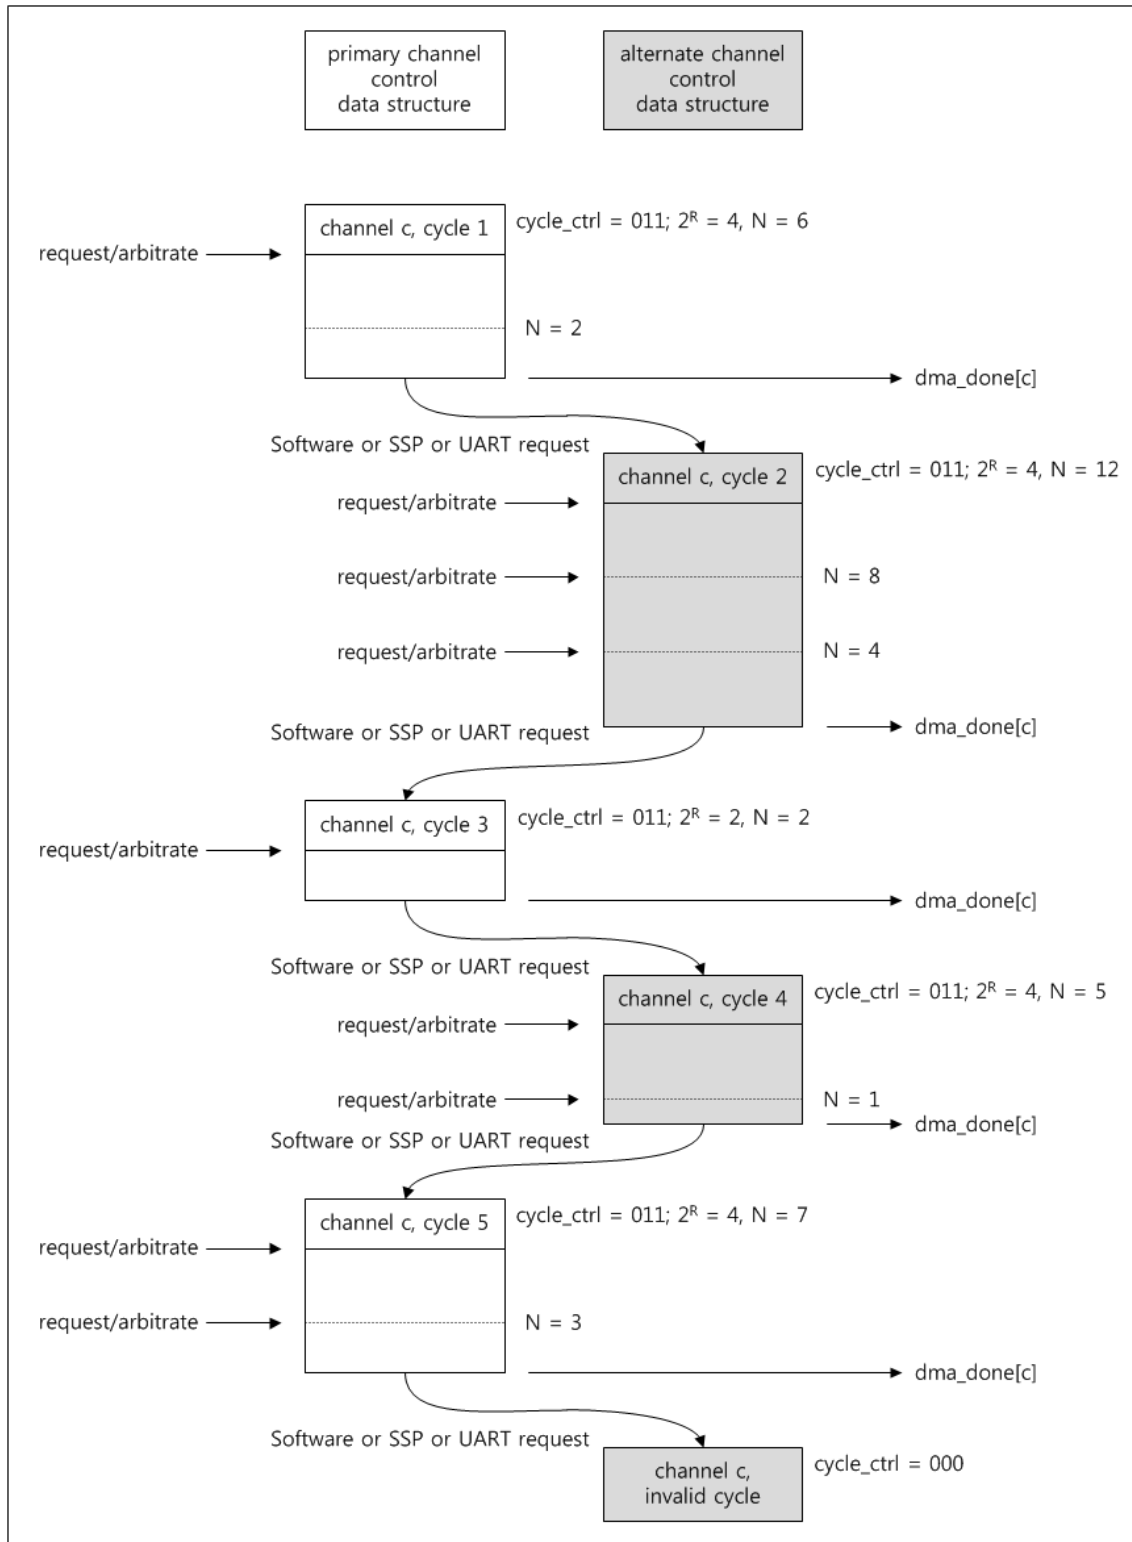 primary channel
control
data structure
alternate channel
control
data structure
channel c, cycle 1
cycle_ctrl = 011; 2ᴿ = 4, N = 6
request/arbitrate
N = 2
dma_done[c]
Software or SSP or UART request
channel c, cycle 2
cycle_ctrl = 011; 2ᴿ = 4, N = 12
request/arbitrate
request/arbitrate
N = 8
request/arbitrate
N = 4
dma_done[c]
Software or SSP or UART request
channel c, cycle 3
cycle_ctrl = 011; 2ᴿ = 2, N = 2
request/arbitrate
dma_done[c]
Software or SSP or UART request
channel c, cycle 4
cycle_ctrl = 011; 2ᴿ = 4, N = 5
request/arbitrate
request/arbitrate
N = 1
dma_done[c]
Software or SSP or UART request
channel c, cycle 5
cycle_ctrl = 011; 2ᴿ = 4, N = 7
request/arbitrate
request/arbitrate
N = 3
dma_done[c]
Software or SSP or UART request
channel c,
invalid cycle
cycle_ctrl = 000